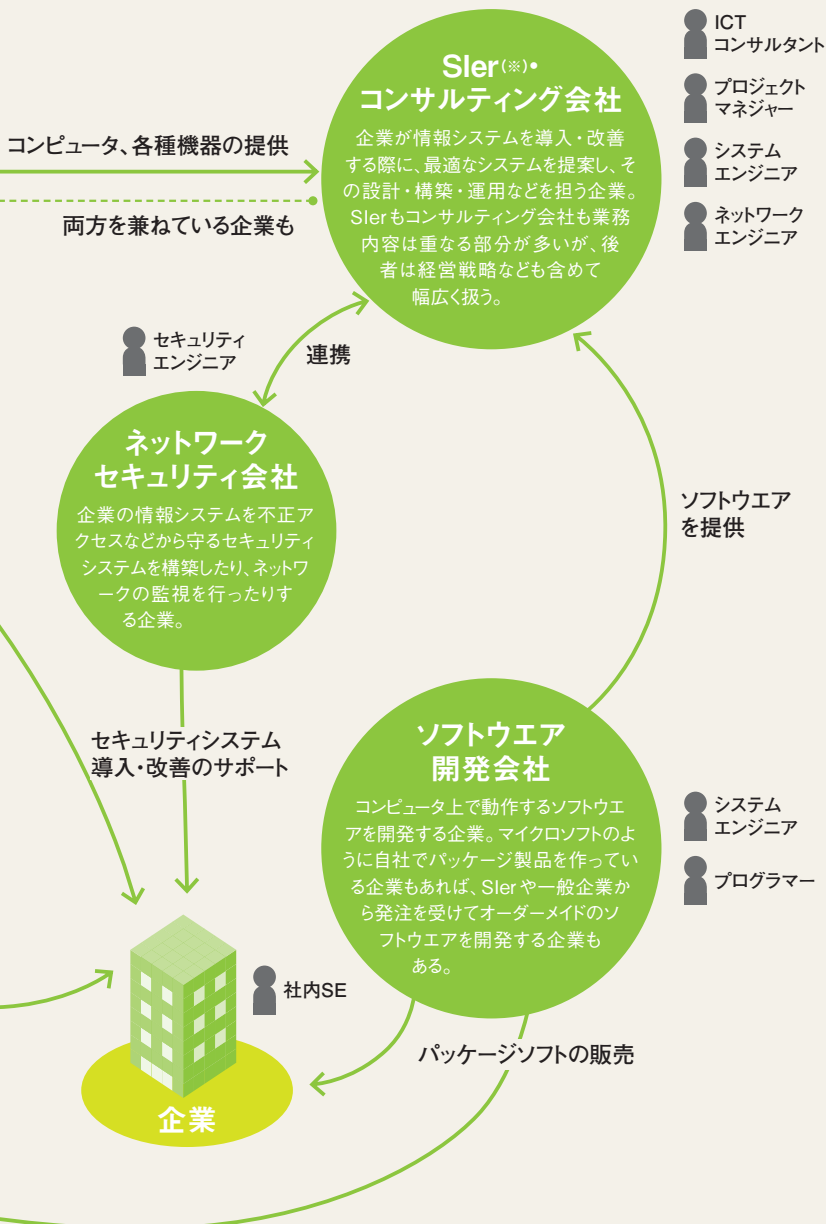 SIer(※)・
コンサルティング会社
企業が情報システムを導入・改善
する際に、最適なシステムを提案し、そ
の設計・構築・運用などを担う企業。
SIerもコンサルティング会社も業務
内容は重なる部分が多いが、後
者は経営戦略なども含めて
幅広く扱う。
ICT
コンサルタント
プロジェクト
マネジャー
システム
エンジニア
ネットワーク
エンジニア
コンピュータ、各種機器の提供
両方を兼ねている企業も
セキュリティ
エンジニア
連携
ネットワーク
セキュリティ会社
企業の情報システムを不正ア
クセスなどから守るセキュリティ
システムを構築したり、ネットワ
ークの監視を行ったりす
る企業。
ソフトウエア
を提供
セキュリティシステム
導入・改善のサポート
ソフトウエア
開発会社
コンピュータ上で動作するソフトウエ
アを開発する企業。マイクロソフトのよ
うに自社でパッケージ製品を作ってい
る企業もあれば、SIerや一般企業か
ら発注を受けてオーダーメイドのソ
フトウエアを開発する企業も
ある。
システム
エンジニア
プログラマー
社内SE
パッケージソフトの販売
企業